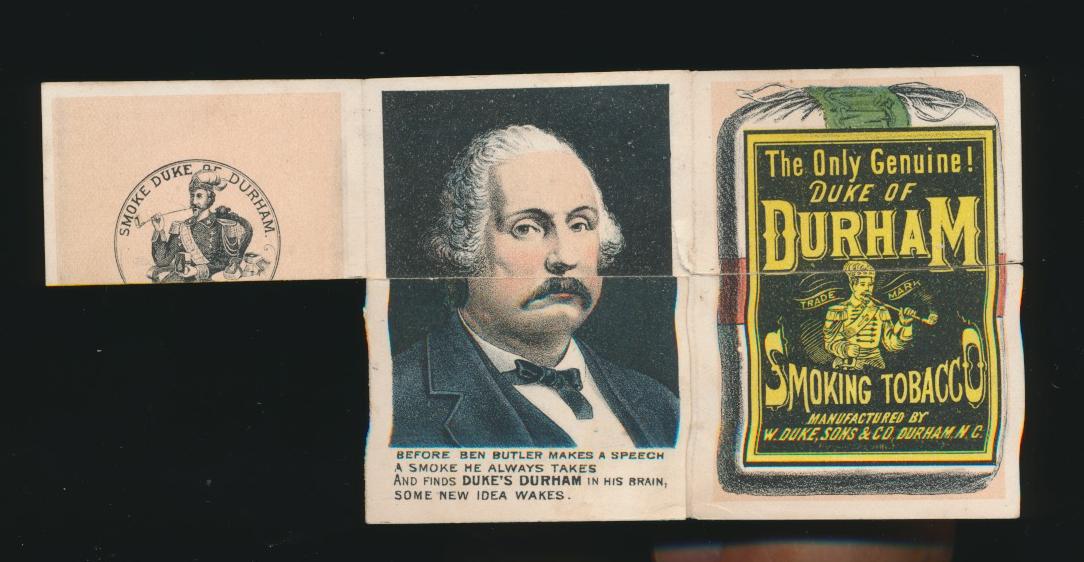 SMOKE DUKE OF DURHAM.
BEFORE BEN BUTLER MAKES A SPEECH
A SMOKE HE ALWAYS TAKES
AND FINDS DUKE'S DURHAM IN HIS BRAIN,
SOME NEW IDEA WAKES.
The Only Genuine!
DUKE OF
DURHAM
TRADE MARK
SMOKING TOBACCO
MANUFACTURED BY
W. DUKE, SONS & CO, DURHAM, N.C.